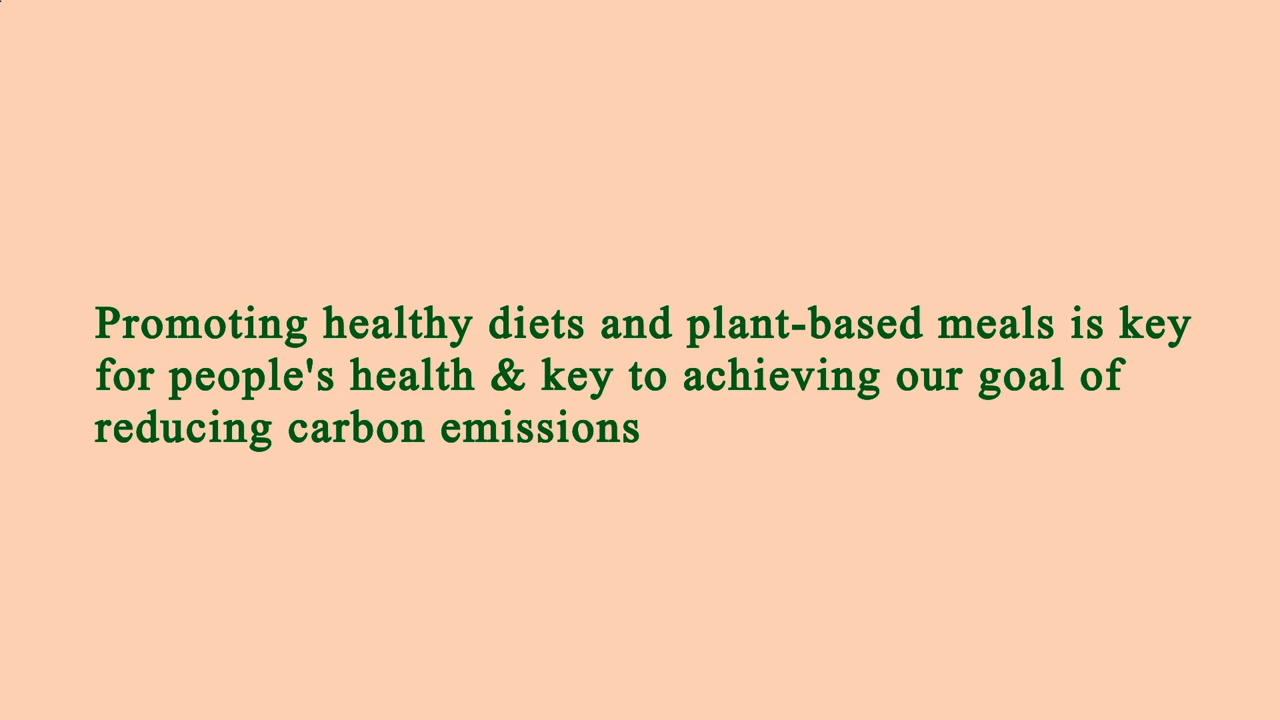 Promoting healthy diets and plant-based meals is key
for people's health & key to achieving our goal of
reducing carbon emissions